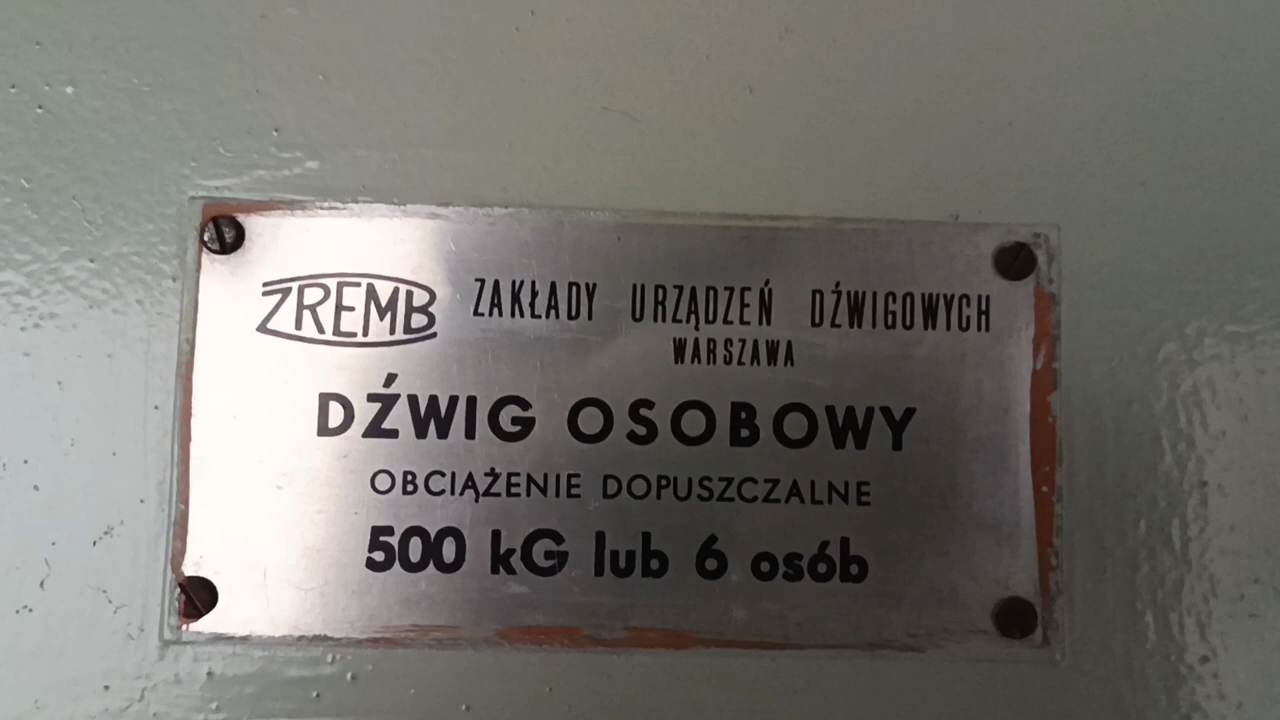 ZREMB ZAKŁADY URZĄDZEŃ DŹWIGOWYCH
WARSZAWA
DŹWIG OSOBOWY
OBCIĄŻENIE DOPUSZCZALNE
500 kG lub 6 osób